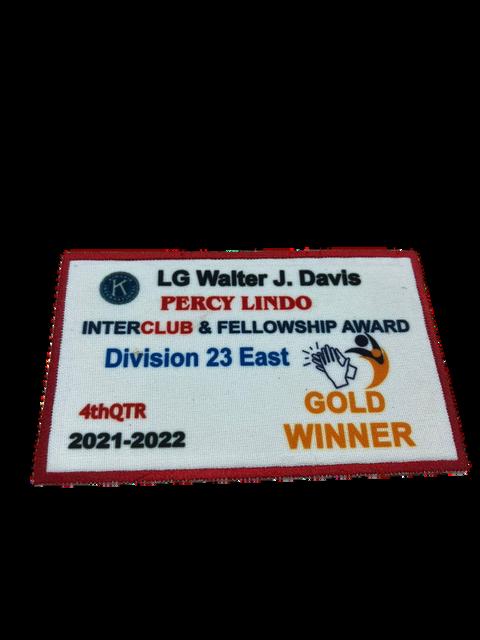 K
LG Walter J. Davis
PERCY LINDO
INTERCLUB & FELLOWSHIP AWARD
Division 23 East
4thQTR
GOLD
2021-2022
WINNER